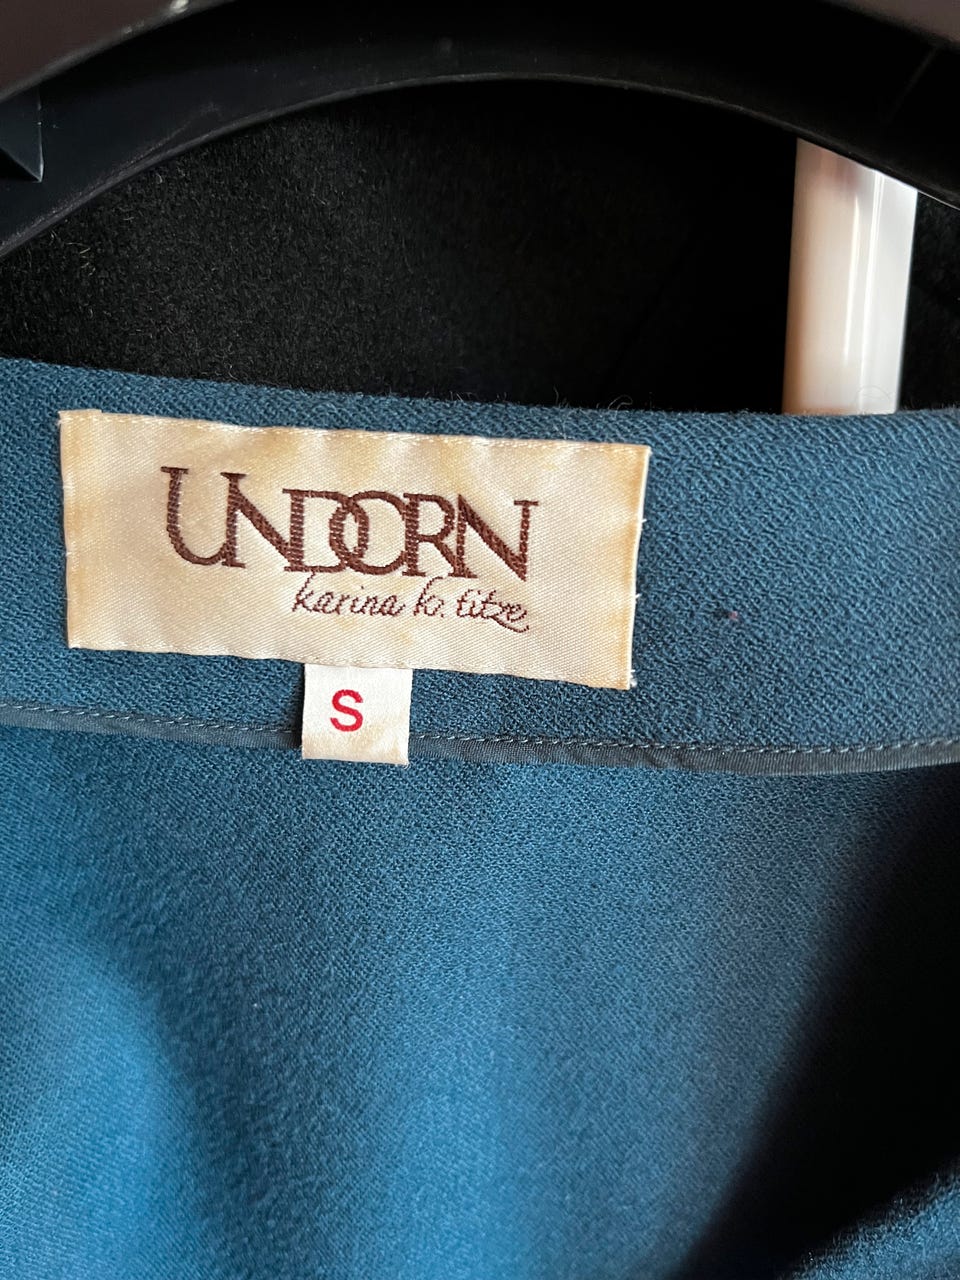 UNDORN
karina k. titze
S